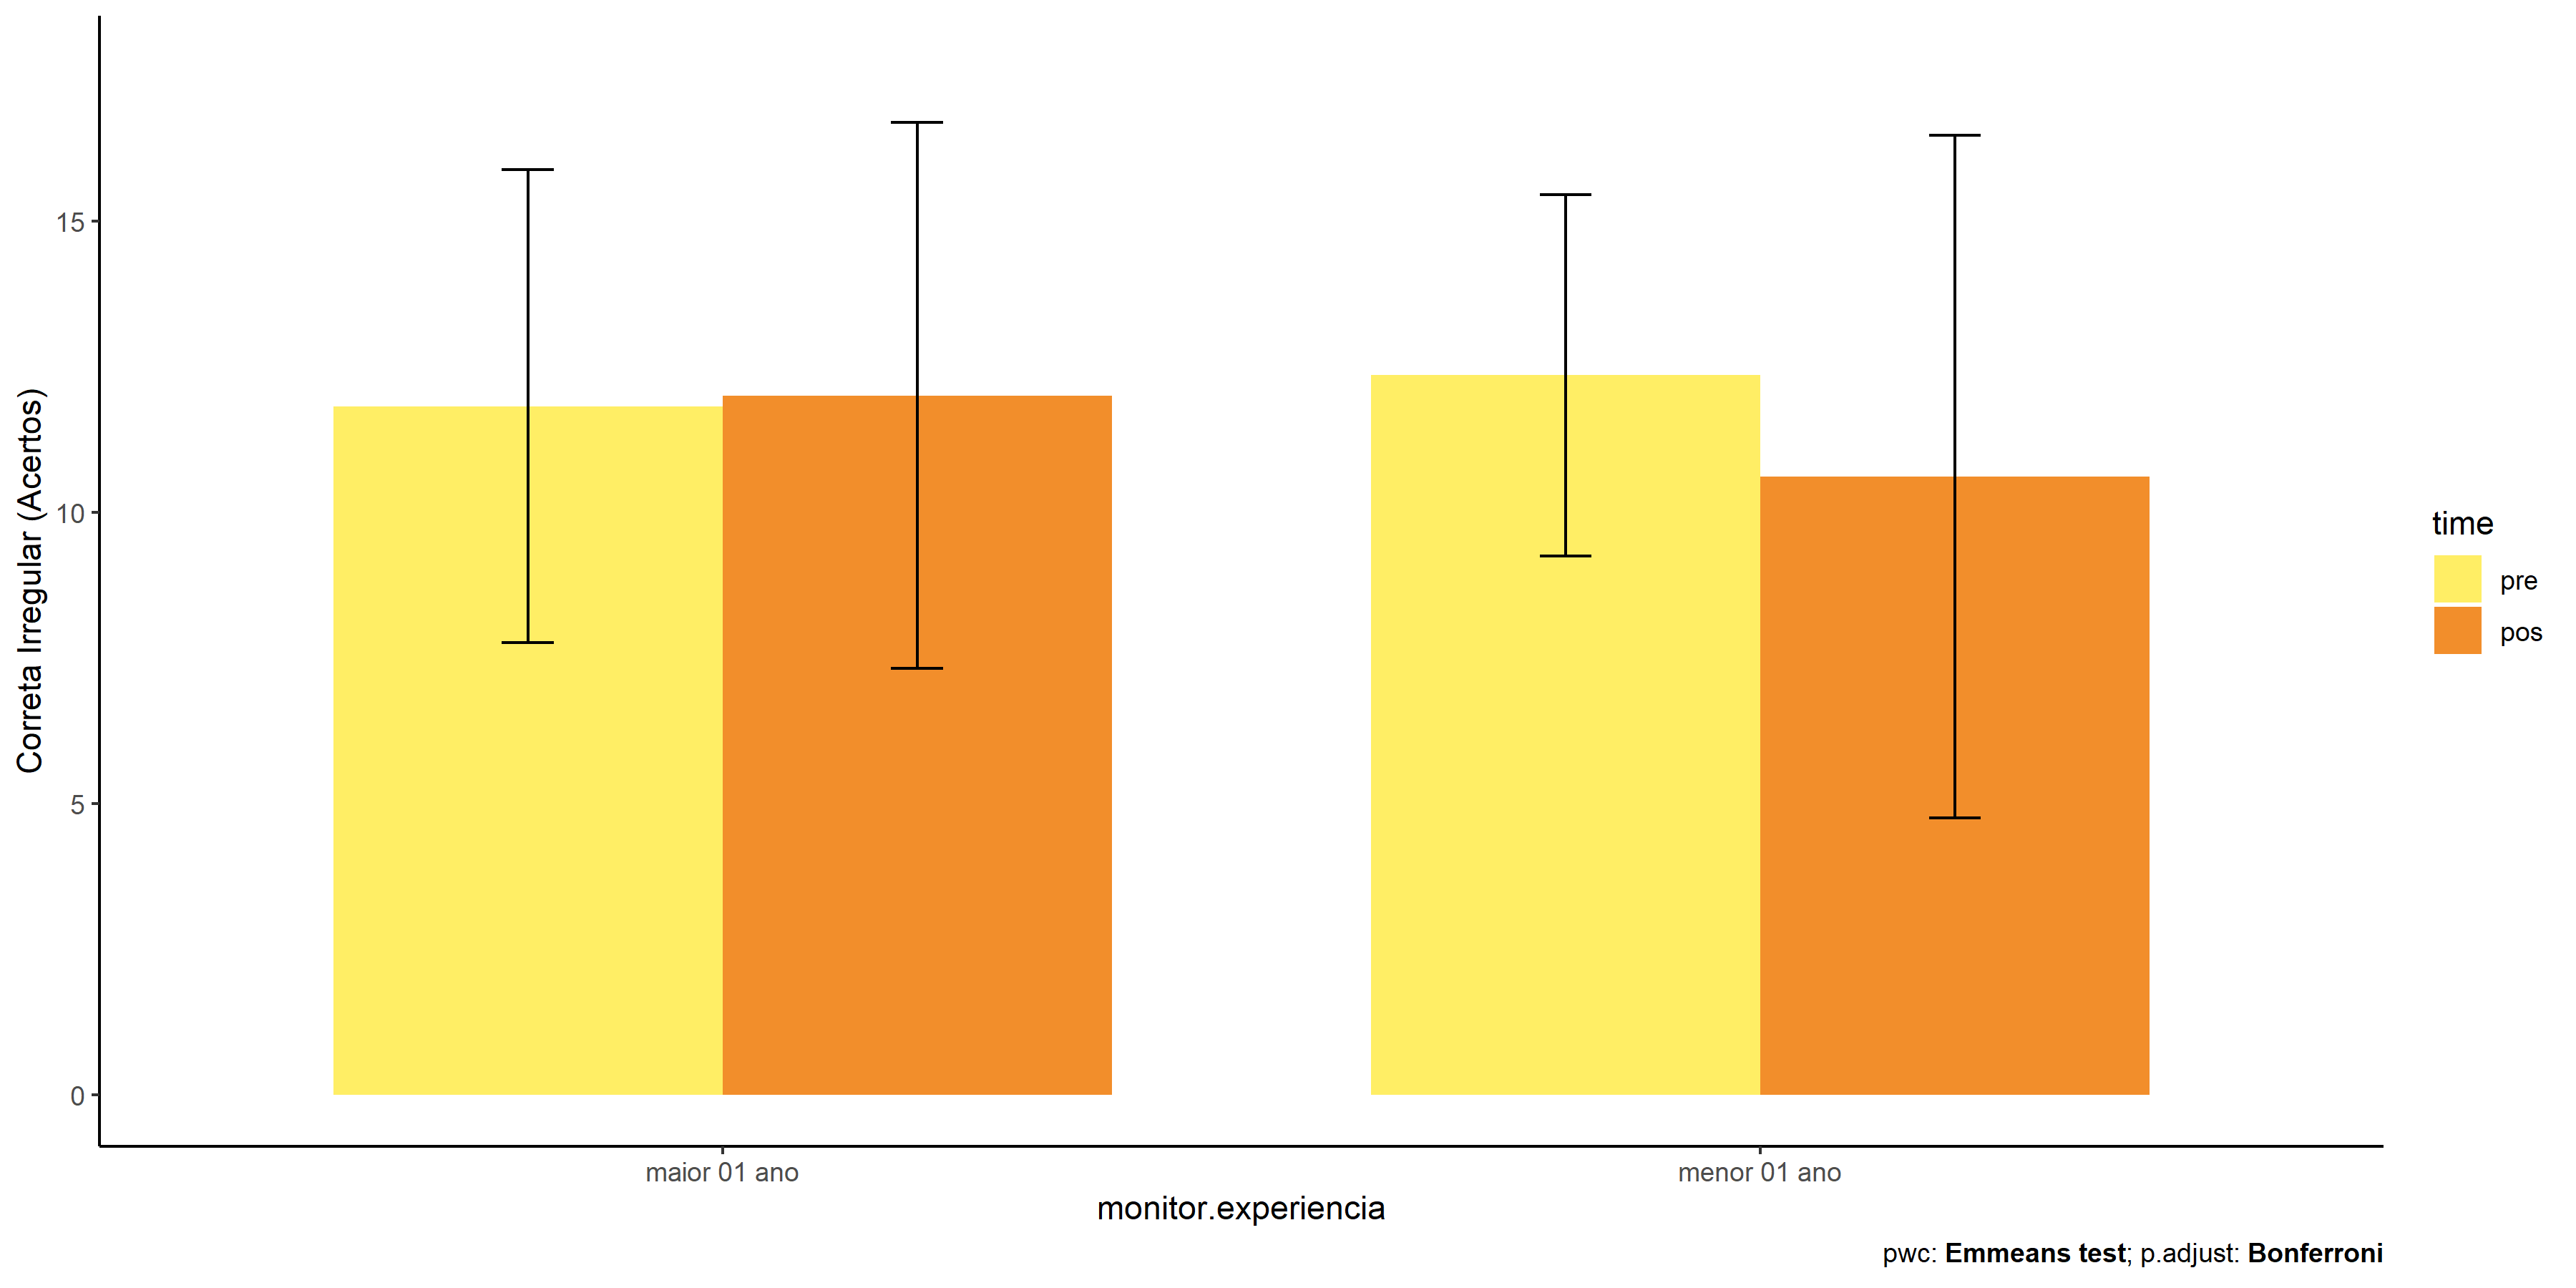 Correta Irregular (Acertos)
15
10
5
0
maior 01 ano
menor 01 ano
monitor.experiencia
time
pre
pos
pwc: Emmeans test; p.adjust: Bonferroni